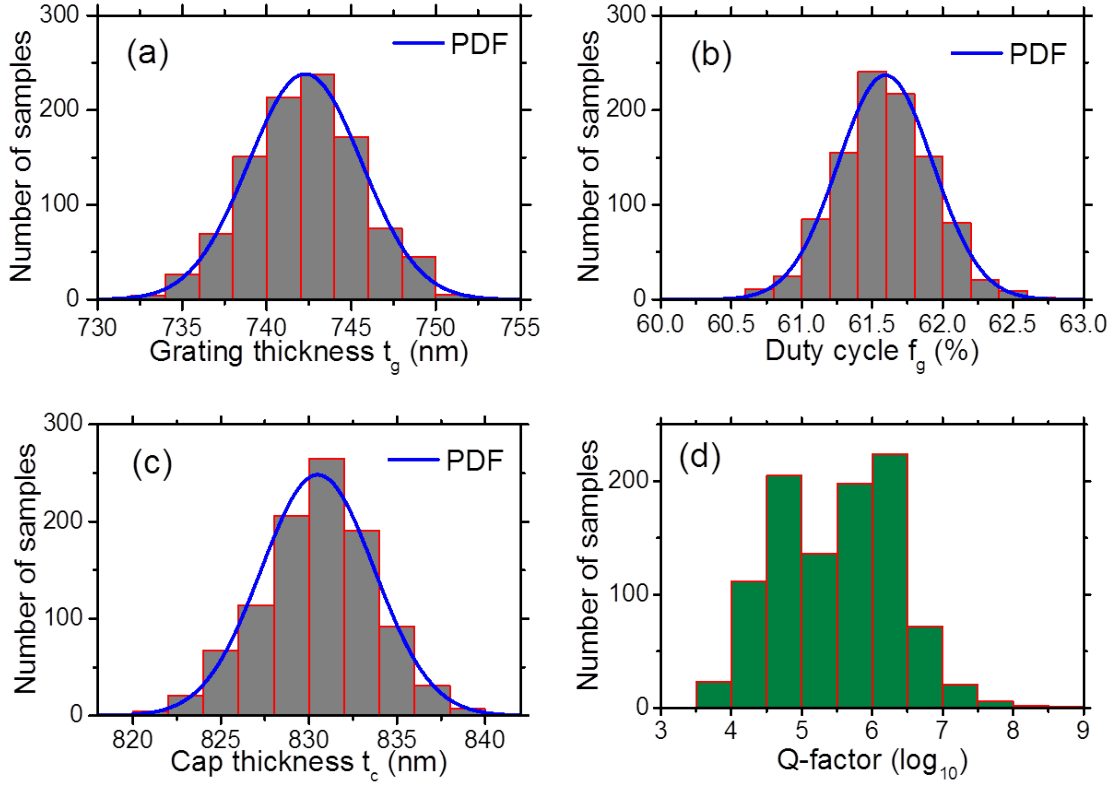 (a)
PDF
Number of samples
300
200
100
0
730 735 740 745 750 755
Grating thickness t_g (nm)
(b)
PDF
Number of samples
300
200
100
0
60.0 60.5 61.0 61.5 62.0 62.5 63.0
Duty cycle f_g (%)
(c)
PDF
Number of samples
300
200
100
0
820 825 830 835 840
Cap thickness t_c (nm)
(d)
Number of samples
200
100
0
3 4 5 6 7 8 9
Q-factor (log_10)